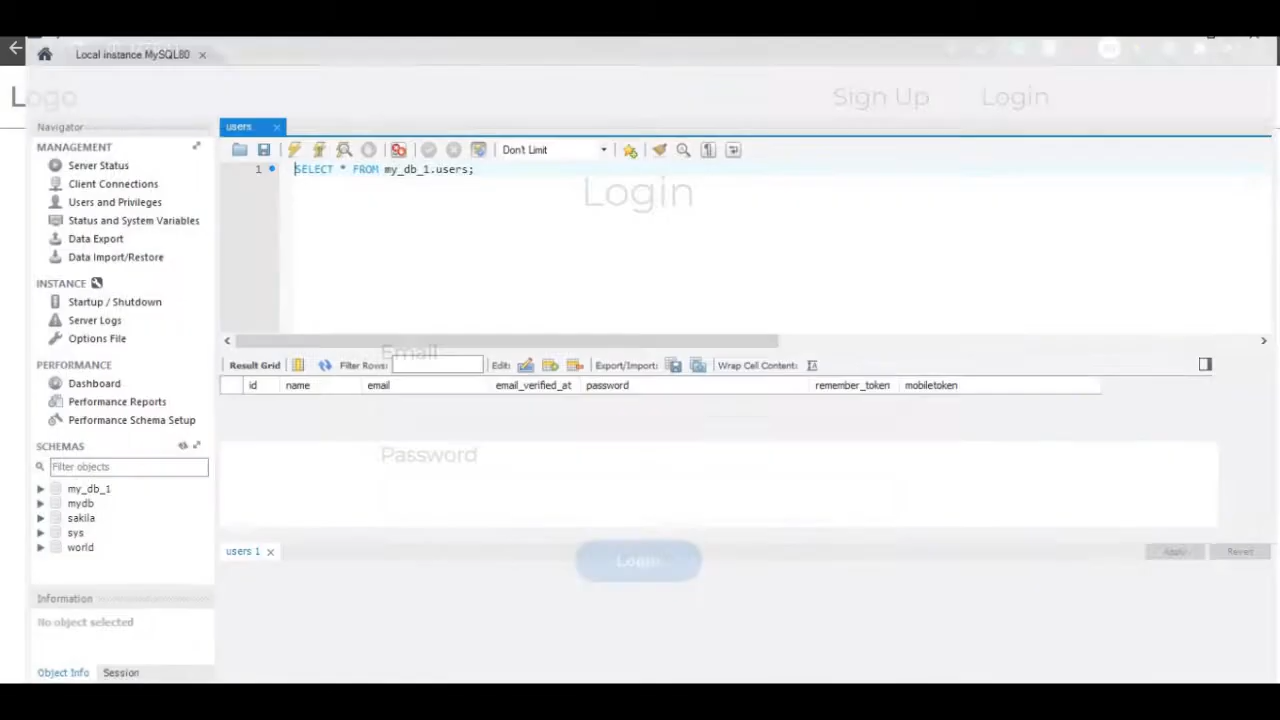 Local instance MySQL80
Logo
Sign Up
Login
Navigator
MANAGEMENT
Server Status
Client Connections
Users and Privileges
Status and System Variables
Data Export
Data Import/Restore
INSTANCE
Startup / Shutdown
Server Logs
Options File
PERFORMANCE
Dashboard
Performance Reports
Performance Schema Setup
SCHEMAS
Filter objects
my_db_1
mydb
sakila
sys
world
Information
No object selected
Object Info
Session
users
Don't Limit
1
SELECT * FROM my_db_1.users;
Login
Email
Result Grid
Filter Rows:
Edit:
Export/Import:
Wrap Cell Content:
id name email email_verified_at password remember_token mobiletoken
Password
users 1
Apply
Revert
Login